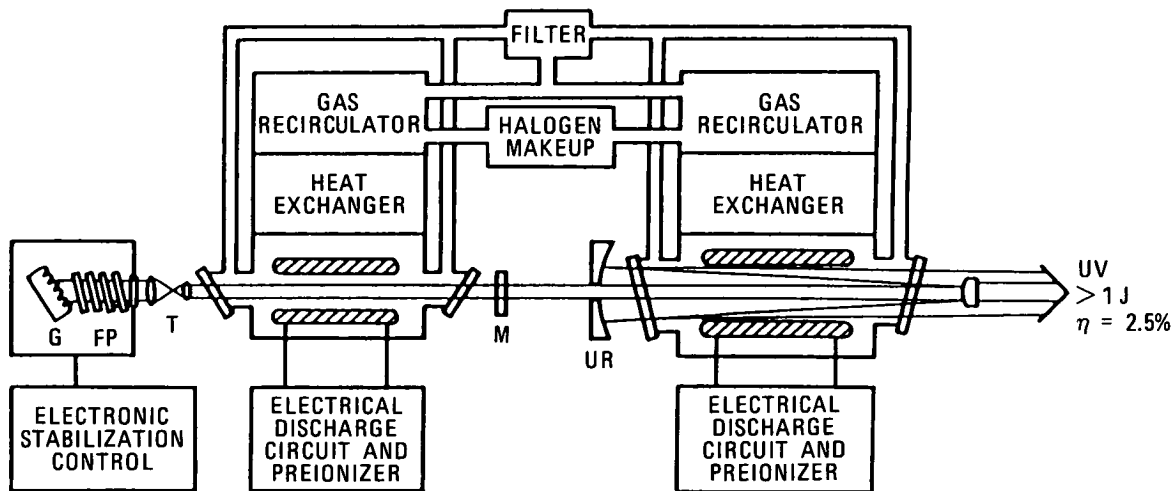 FILTER
GAS
RECIRCULATOR
HALOGEN
MAKEUP
GAS
RECIRCULATOR
HEAT
EXCHANGER
HEAT
EXCHANGER
G FP T
M
UR
UV
> 1 J
η = 2.5%
ELECTRONIC
STABILIZATION
CONTROL
ELECTRICAL
DISCHARGE
CIRCUIT AND
PREIONIZER
ELECTRICAL
DISCHARGE
CIRCUIT AND
PREIONIZER